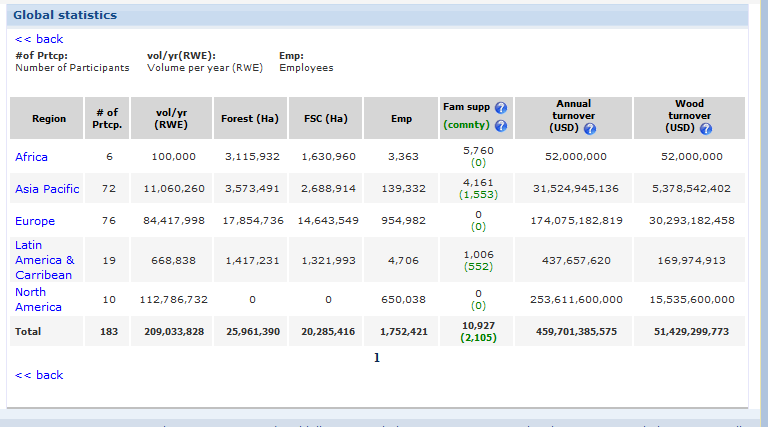 Global statistics
<< back
#of Prtcp: vol/yr(RWE): Emp:
Number of Participants Volume per year (RWE) Employees
Region # of Prtcp. vol/yr (RWE) Forest (Ha) FSC (Ha) Emp Fam supp (comnty) Annual turnover (USD) Wood turnover (USD)
Africa 6 100,000 3,115,932 1,630,960 3,363 5,760 (0) 52,000,000 52,000,000
Asia Pacific 72 11,060,260 3,573,491 2,688,914 139,332 4,161 (1,553) 31,524,945,136 5,378,542,402
Europe 76 84,417,998 17,854,736 14,643,549 954,982 0 (0) 174,075,182,819 30,293,182,458
Latin America & Carribean 19 668,838 1,417,231 1,321,993 4,706 1,006 (552) 437,657,620 169,974,913
North America 10 112,786,732 0 0 650,038 0 (0) 253,611,600,000 15,535,600,000
Total 183 209,033,828 25,961,390 20,285,416 1,752,421 10,927 (2,105) 459,701,385,575 51,429,299,773
1
<< back